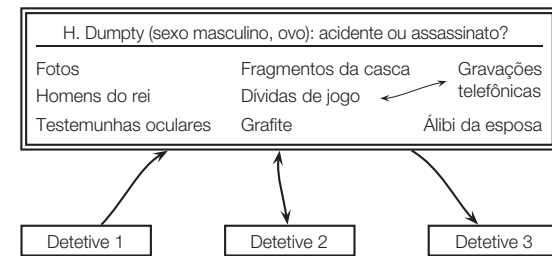 H. Dumpty (sexo masculino, ovo): acidente ou assassinato?
Fotos
Fragmentos da casca
Gravações
telefônicas
Homens do rei
Dívidas de jogo
Testemunhas oculares
Grafite
Álibi da esposa
Detetive 1
Detetive 2
Detetive 3